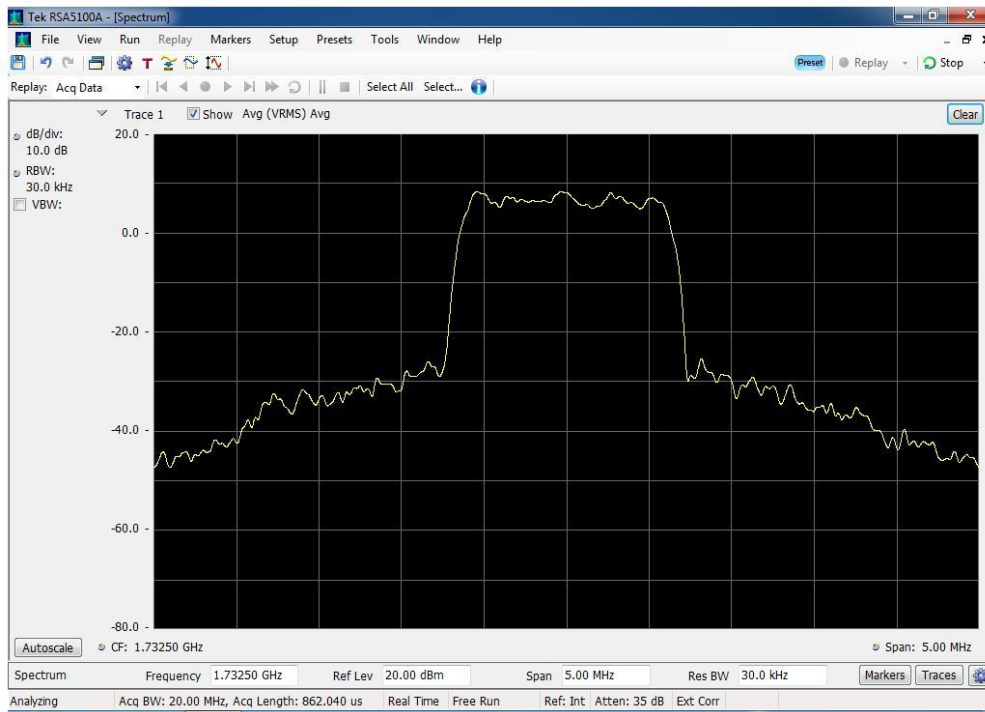 Tek RSA5100A - [Spectrum]
File View Run Replay Markers Setup Presets Tools Window Help
Preset Replay Stop
Replay: Acq Data Select All Select...
Trace 1 Show Avg (VRMS) Avg Clear
dB/div:
10.0 dB
RBW:
30.0 kHz
VBW:
20.0 -
0.0 -
-20.0 -
-40.0 -
-60.0 -
-80.0 -
Autoscale CF: 1.73250 GHz Span: 5.00 MHz
Spectrum Frequency 1.73250 GHz Ref Lev 20.00 dBm Span 5.00 MHz Res BW 30.0 kHz Markers Traces
Analyzing Acq BW: 20.00 MHz, Acq Length: 862.040 us Real Time Free Run Ref: Int Atten: 35 dB Ext Corr